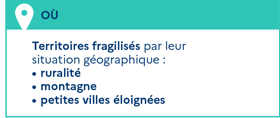 OÙ
Territoires fragilisés par leur
situation géographique :
• ruralité
• montagne
• petites villes éloignées